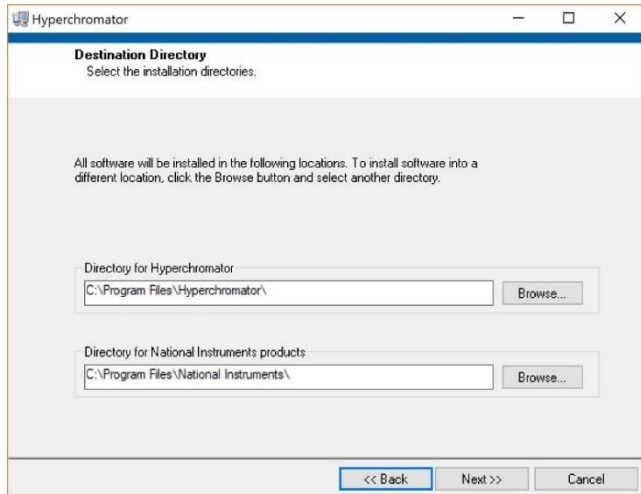 Hyperchromator
Destination Directory
Select the installation directories.
All software will be installed in the following locations. To install software into a
different location, click the Browse button and select another directory.
Directory for Hyperchromator
C:\Program Files\Hyperchromator\
Browse...
Directory for National Instruments products
C:\Program Files\National Instruments\
Browse...
<< Back
Next >>
Cancel